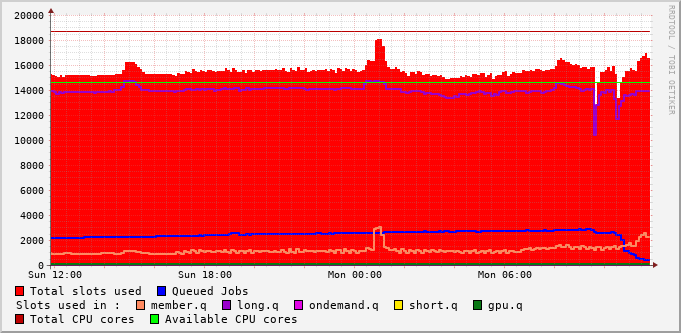 20000
18000
16000
14000
12000
10000
8000
6000
4000
2000
0
Sun 12:00 Sun 18:00 Mon 00:00 Mon 06:00
RRDTOOL / TOBI OETIKER
Total slots used Queued Jobs
Slots used in : member.q long.q ondemand.q short.q gpu.q
Total CPU cores Available CPU cores